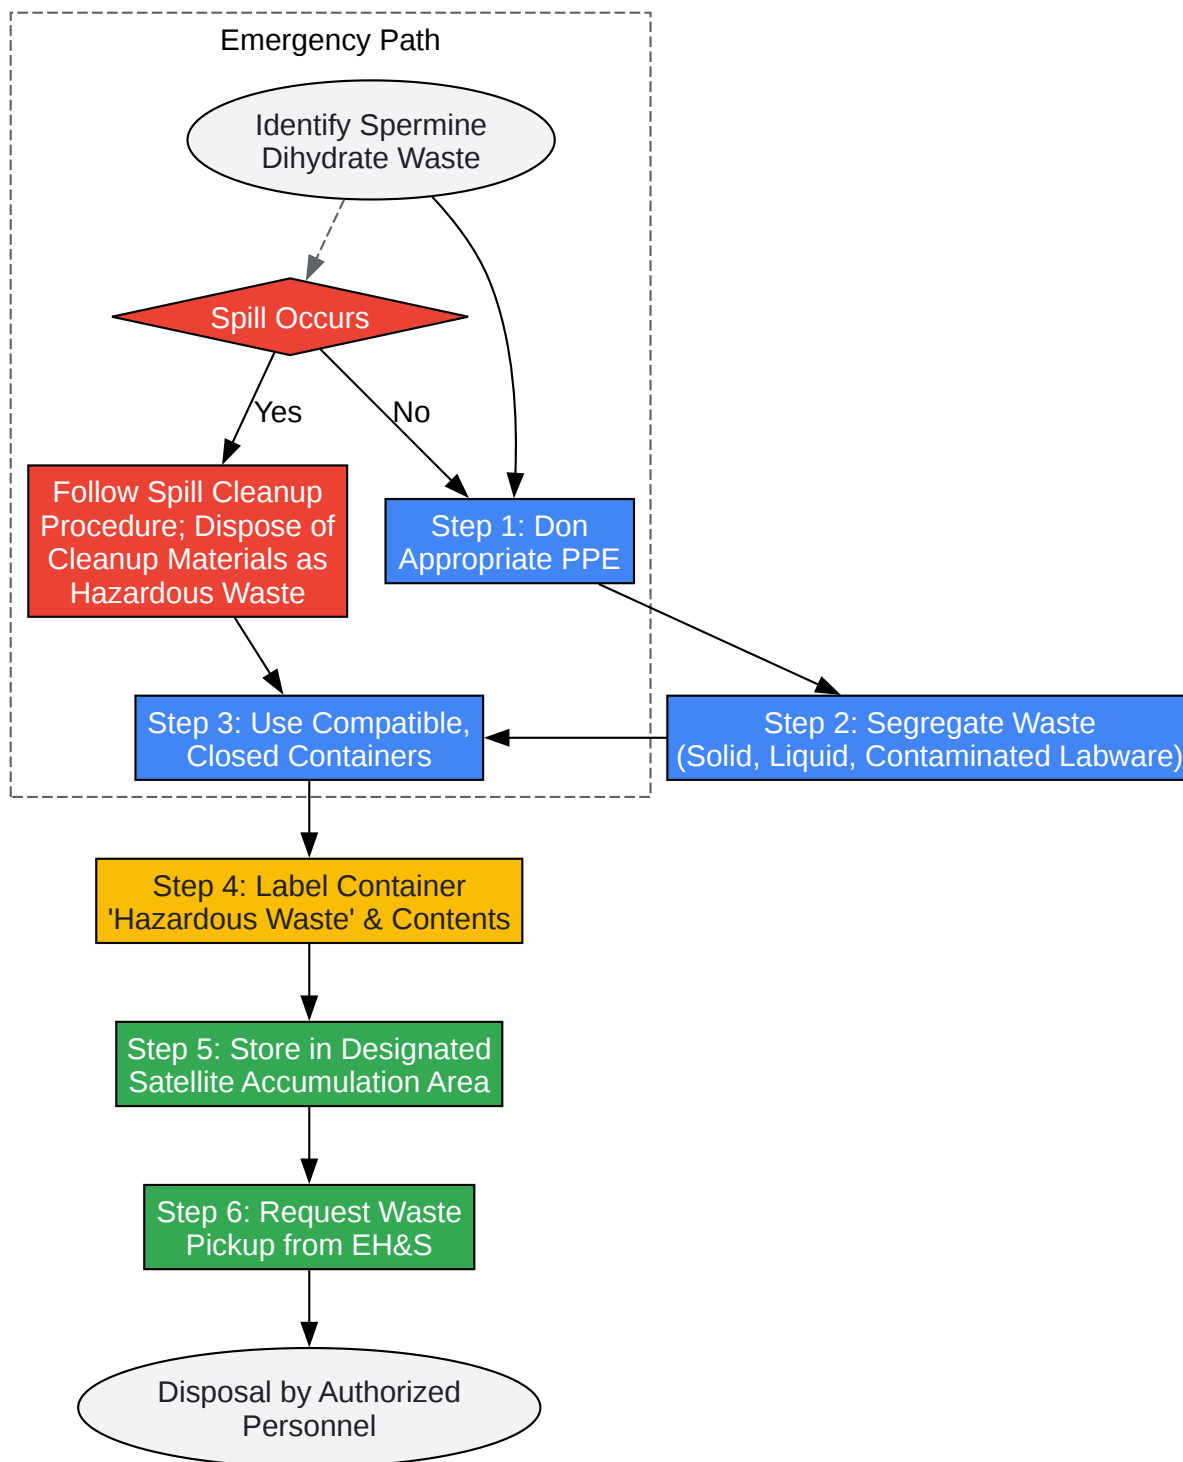 Emergency Path
Identify Spermine
Dihydrate Waste
Spill Occurs
Yes
No
Follow Spill Cleanup
Procedure; Dispose of
Cleanup Materials as
Hazardous Waste
Step 1: Don
Appropriate PPE
Step 2: Segregate Waste
(Solid, Liquid, Contaminated Labware)
Step 3: Use Compatible,
Closed Containers
Step 4: Label Container
'Hazardous Waste' & Contents
Step 5: Store in Designated
Satellite Accumulation Area
Step 6: Request Waste
Pickup from EH&S
Disposal by Authorized
Personnel